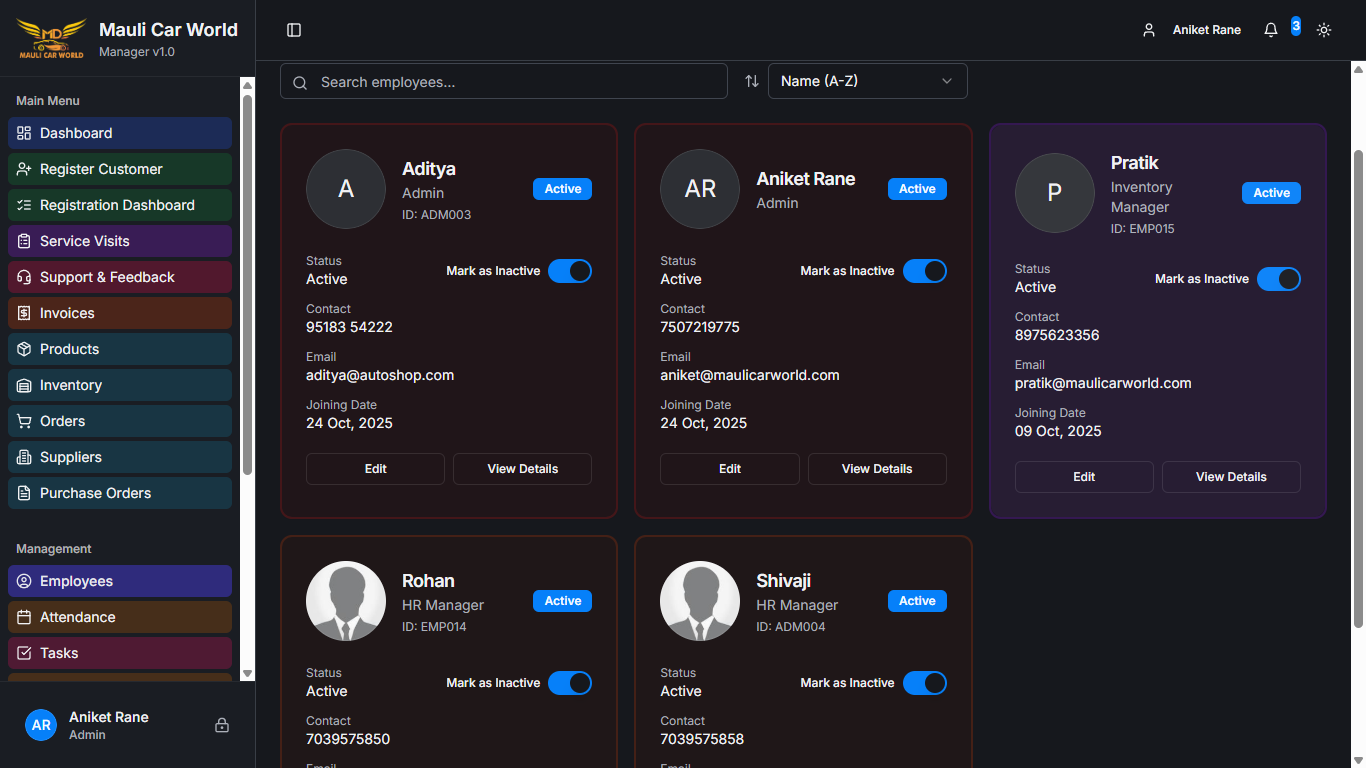 MD
MAULI CAR WORLD
Mauli Car World
Manager v1.0
Main Menu
Dashboard
Register Customer
Registration Dashboard
Service Visits
Support & Feedback
Invoices
Products
Inventory
Orders
Suppliers
Purchase Orders
Management
Employees
Attendance
Tasks
AR
Aniket Rane
Admin
Aniket Rane
3
Search employees...
Name (A-Z)
A
Aditya
Admin
ID: ADM003
Active
Status
Active
Mark as Inactive
Contact
95183 54222
Email
aditya@autoshop.com
Joining Date
24 Oct, 2025
Edit
View Details
AR
Aniket Rane
Admin
Active
Status
Active
Mark as Inactive
Contact
7507219775
Email
aniket@maulicarworld.com
Joining Date
24 Oct, 2025
Edit
View Details
P
Pratik
Inventory
Manager
ID: EMP015
Active
Status
Active
Mark as Inactive
Contact
8975623356
Email
pratik@maulicarworld.com
Joining Date
09 Oct, 2025
Edit
View Details
Rohan
HR Manager
ID: EMP014
Active
Status
Active
Mark as Inactive
Contact
7039575850
Email
Shivaji
HR Manager
ID: ADM004
Active
Status
Active
Mark as Inactive
Contact
7039575858
Email